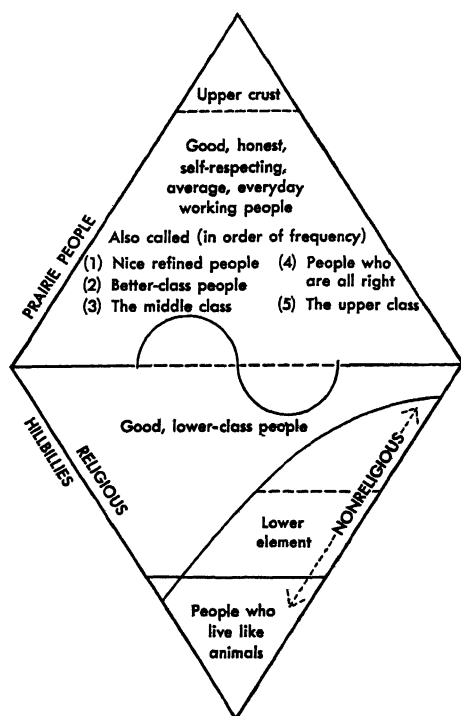 Upper crust
Good, honest,
self-respecting,
average, everyday
working people
Also called (in order of frequency)
(1) Nice refined people
(2) Better-class people
(3) The middle class
(4) People who
are all right
(5) The upper class
PRAIRIE PEOPLE
HILLBILLIES
RELIGIOUS
Good, lower-class people
NONRELIGIOUS
Lower
element
People who
live like
animals